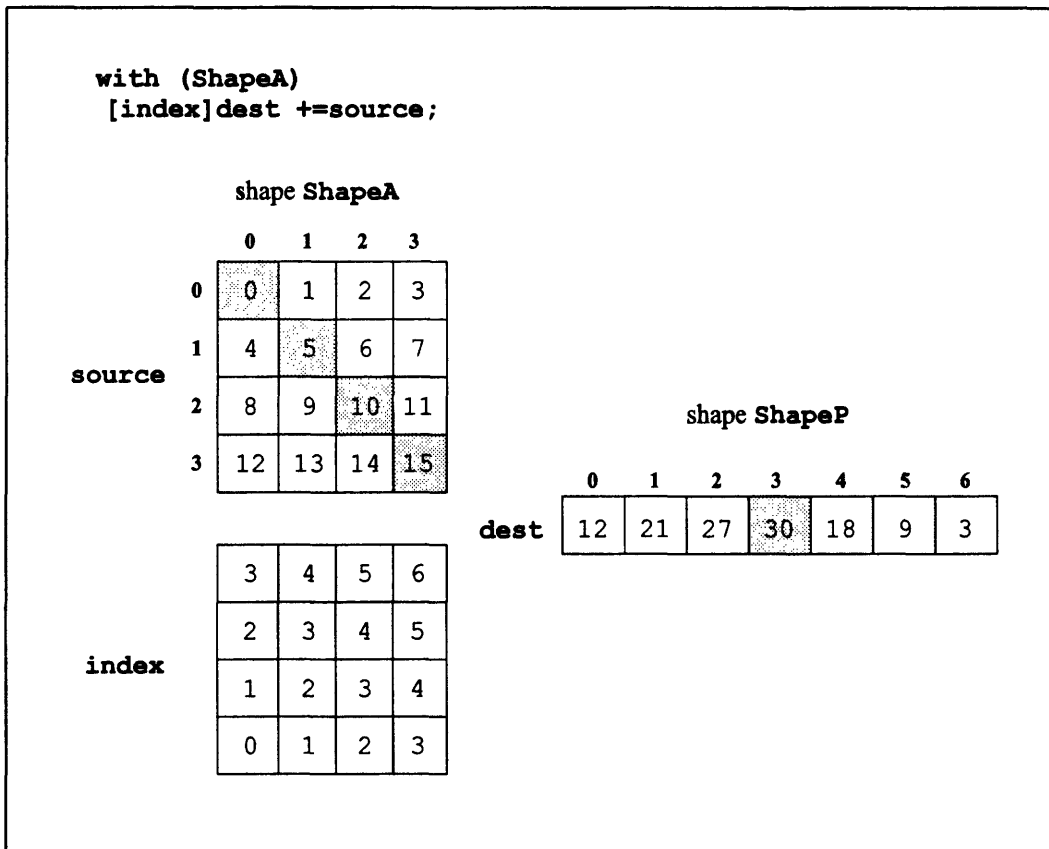 with (ShapeA)
[index]dest +=source;
shape ShapeA
0 1 2 3
0 0 1 2 3
1 4 5 6 7
source
2 8 9 10 11
3 12 13 14 15
shape ShapeP
0 1 2 3 4 5 6
dest 12 21 27 30 18 9 3
3 4 5 6
2 3 4 5
index
1 2 3 4
0 1 2 3